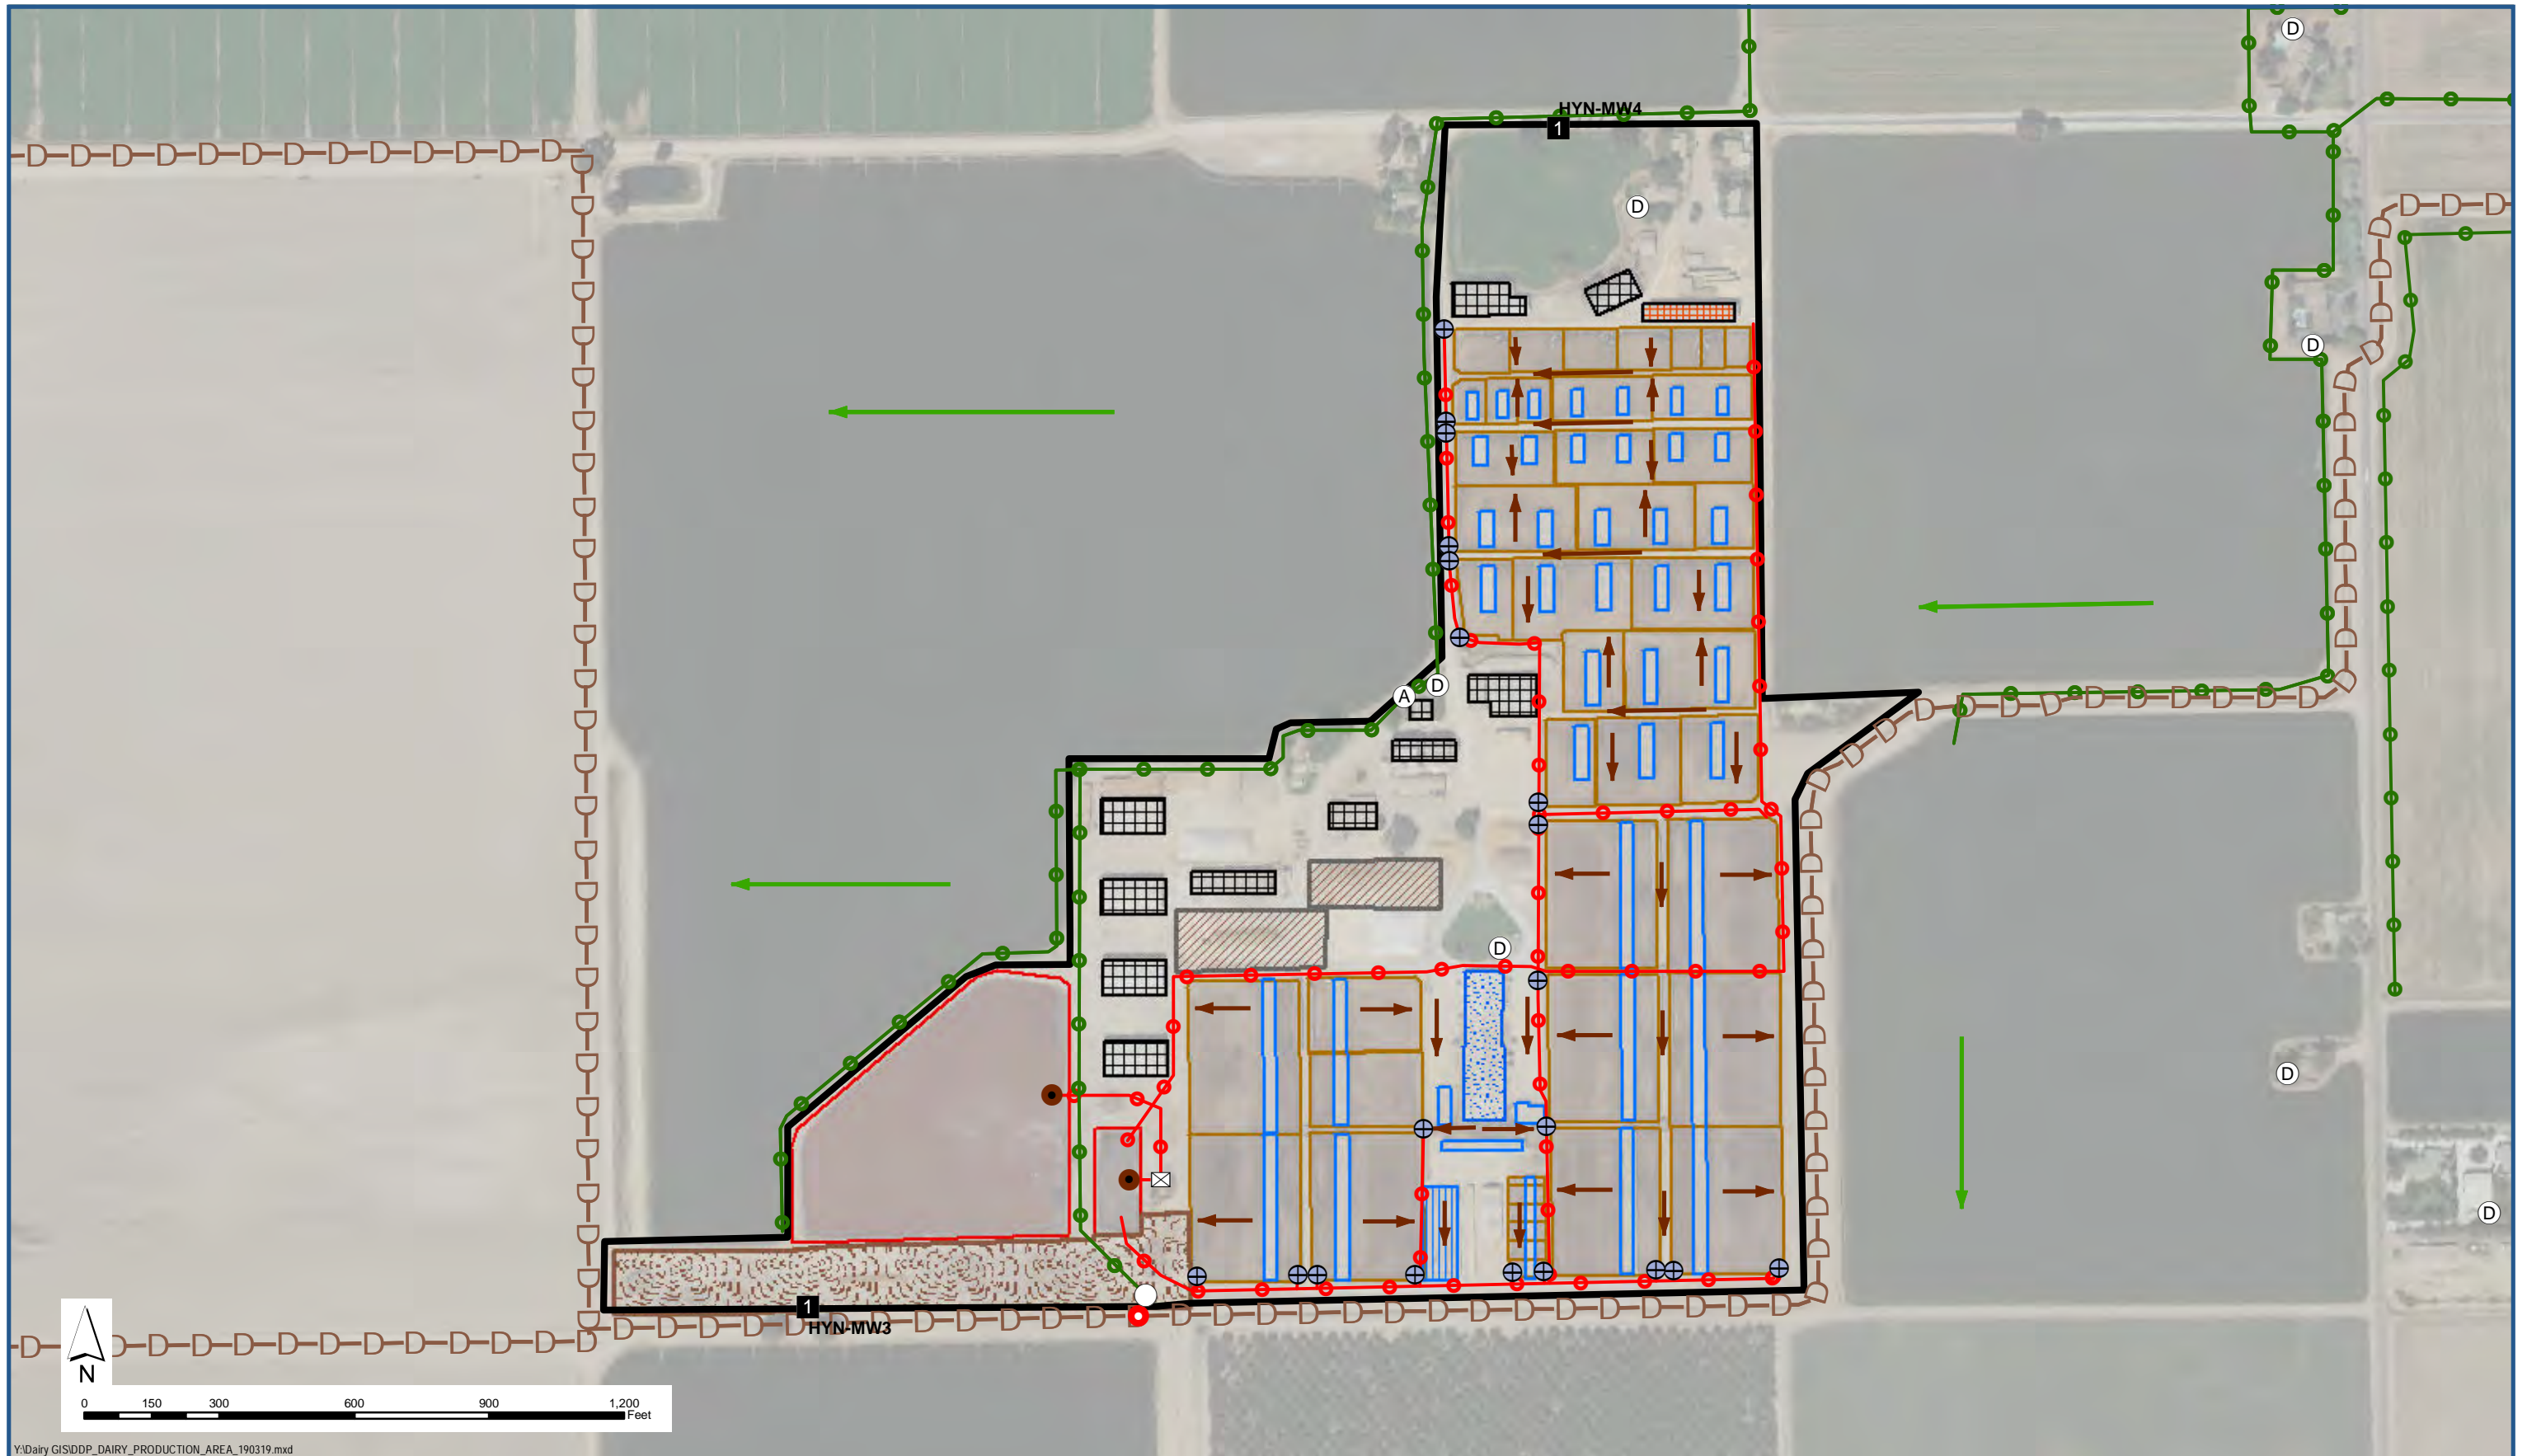 D
HYN-MW4
1
D
D
A D
D
D
D
1
HYN-MW3
N
0 150 300 600 900 1,200
Feet
Y:\Dairy GIS\DDP_DAIRY_PRODUCTION_AREA_190319.mxd